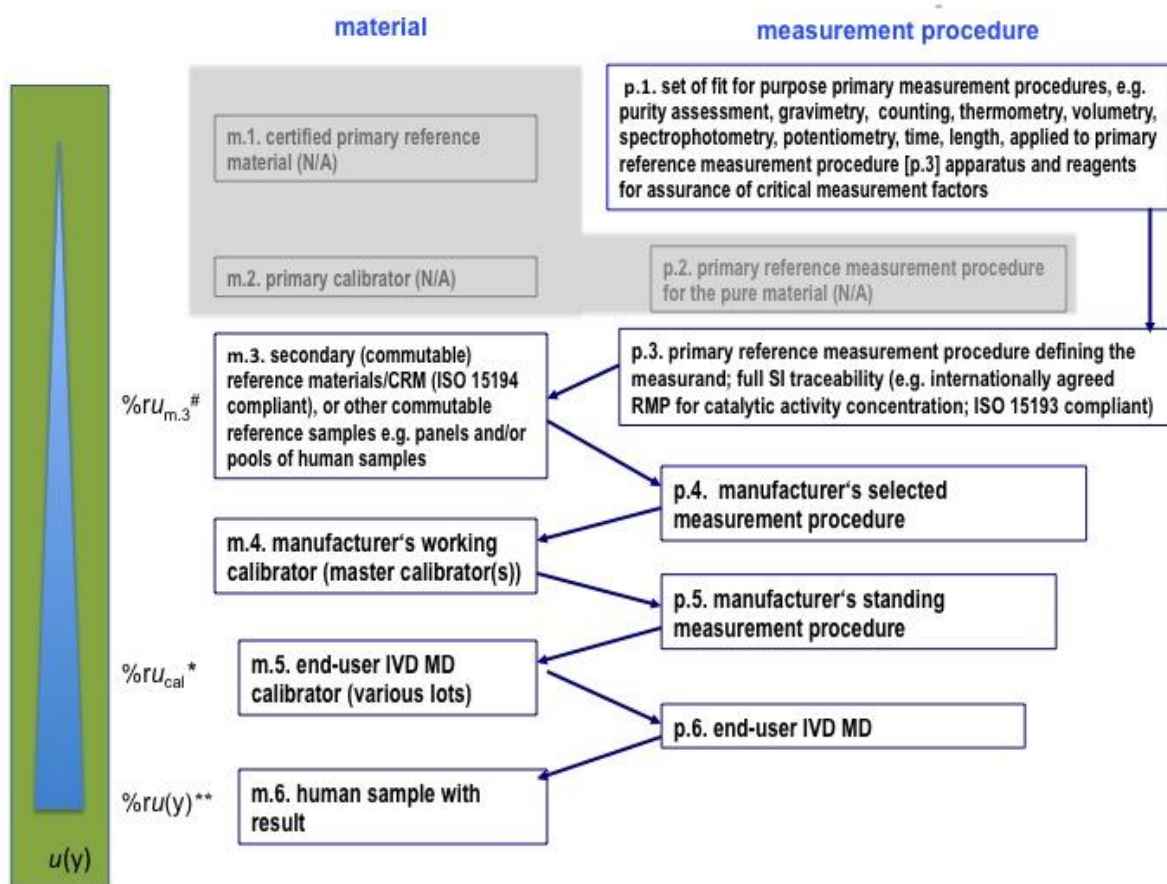 material
measurement procedure
p.1. set of fit for purpose primary measurement procedures, e.g.
purity assessment, gravimetry, counting, thermometry, volumetry,
spectrophotometry, potentiometry, time, length, applied to primary
reference measurement procedure [p.3] apparatus and reagents
for assurance of critical measurement factors
m.1. certified primary reference
material (N/A)
m.2. primary calibrator (N/A)
p.2. primary reference measurement procedure
for the pure material (N/A)
m.3. secondary (commutable)
reference materials/CRM (ISO 15194
compliant), or other commutable
reference samples e.g. panels and/or
pools of human samples
p.3. primary reference measurement procedure defining the
measurand; full SI traceability (e.g. internationally agreed
RMP for catalytic activity concentration; ISO 15193 compliant)
%ru m.3#
p.4. manufacturer‘s selected
measurement procedure
m.4. manufacturer‘s working
calibrator (master calibrator(s))
p.5. manufacturer‘s standing
measurement procedure
%ru cal*
m.5. end-user IVD MD
calibrator (various lots)
p.6. end-user IVD MD
%ru(y)**
m.6. human sample with
result
u(y)